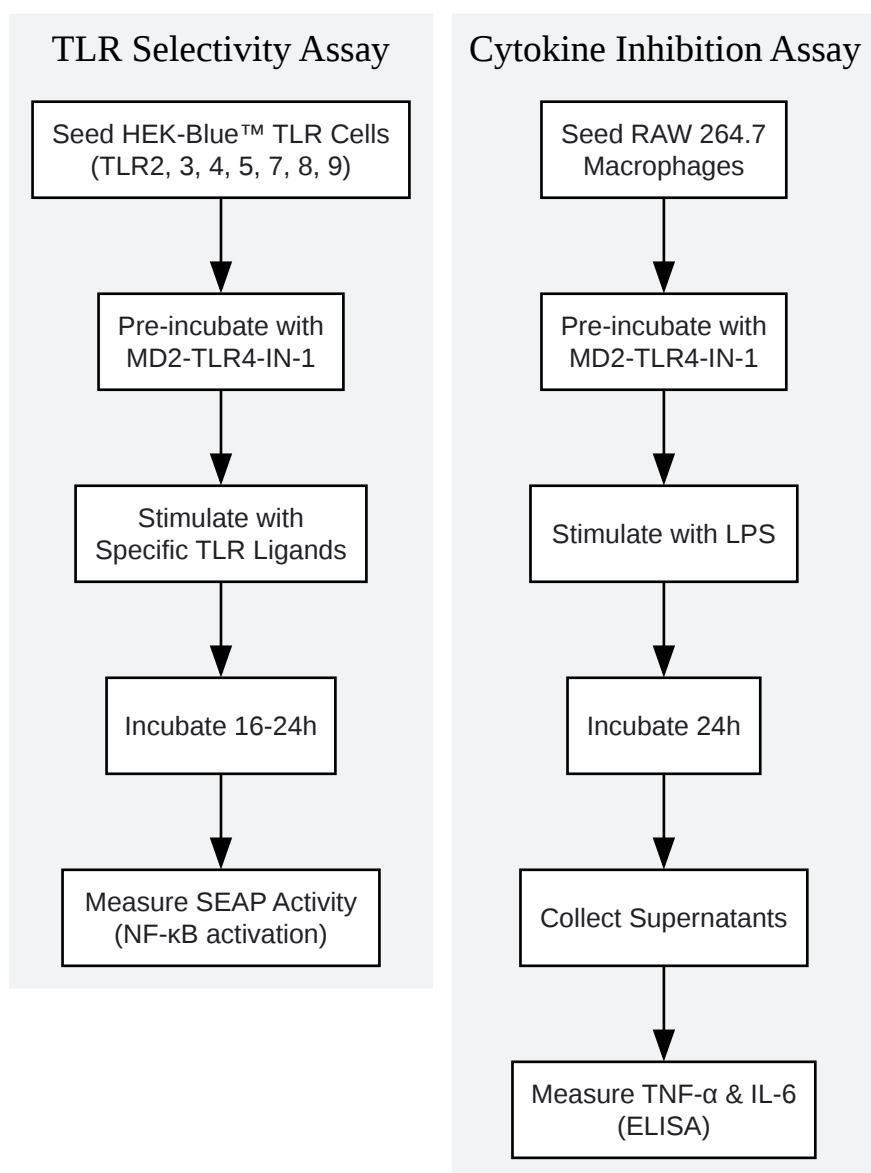 TLR Selectivity Assay
Seed HEK-Blue™ TLR Cells
(TLR2, 3, 4, 5, 7, 8, 9)
Pre-incubate with
MD2-TLR4-IN-1
Stimulate with
Specific TLR Ligands
Incubate 16-24h
Measure SEAP Activity
(NF-κB activation)
Cytokine Inhibition Assay
Seed RAW 264.7
Macrophages
Pre-incubate with
MD2-TLR4-IN-1
Stimulate with LPS
Incubate 24h
Collect Supernatants
Measure TNF-α & IL-6
(ELISA)